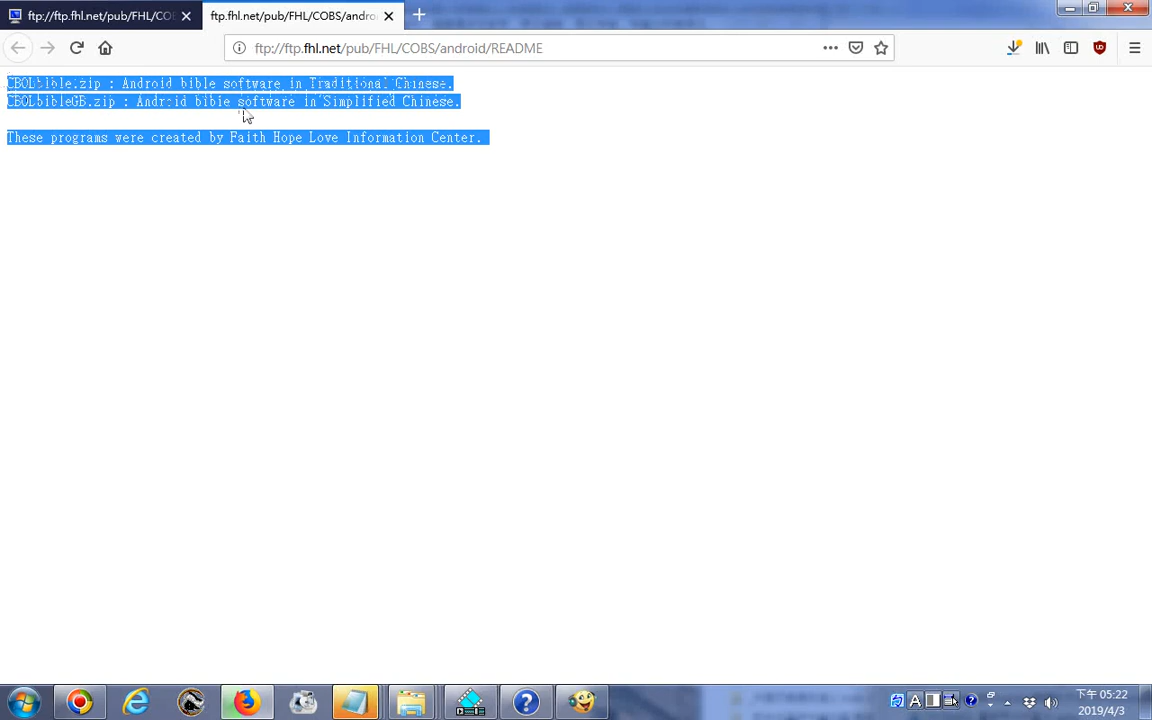 ftp://ftp.fhl.net/pub/FHL/CO
ftp.fhl.net/pub/FHL/COBS/andro
ftp://ftp.fhl.net/pub/FHL/COBS/android/README
CBOLbible.zip : Android bible software in Traditional Chinese.
CBOLbibleGB.zip : Android bible software in Simplified Chinese.
These programs were created by Faith Hope Love Information Center.
下午 05:22
2019/4/3